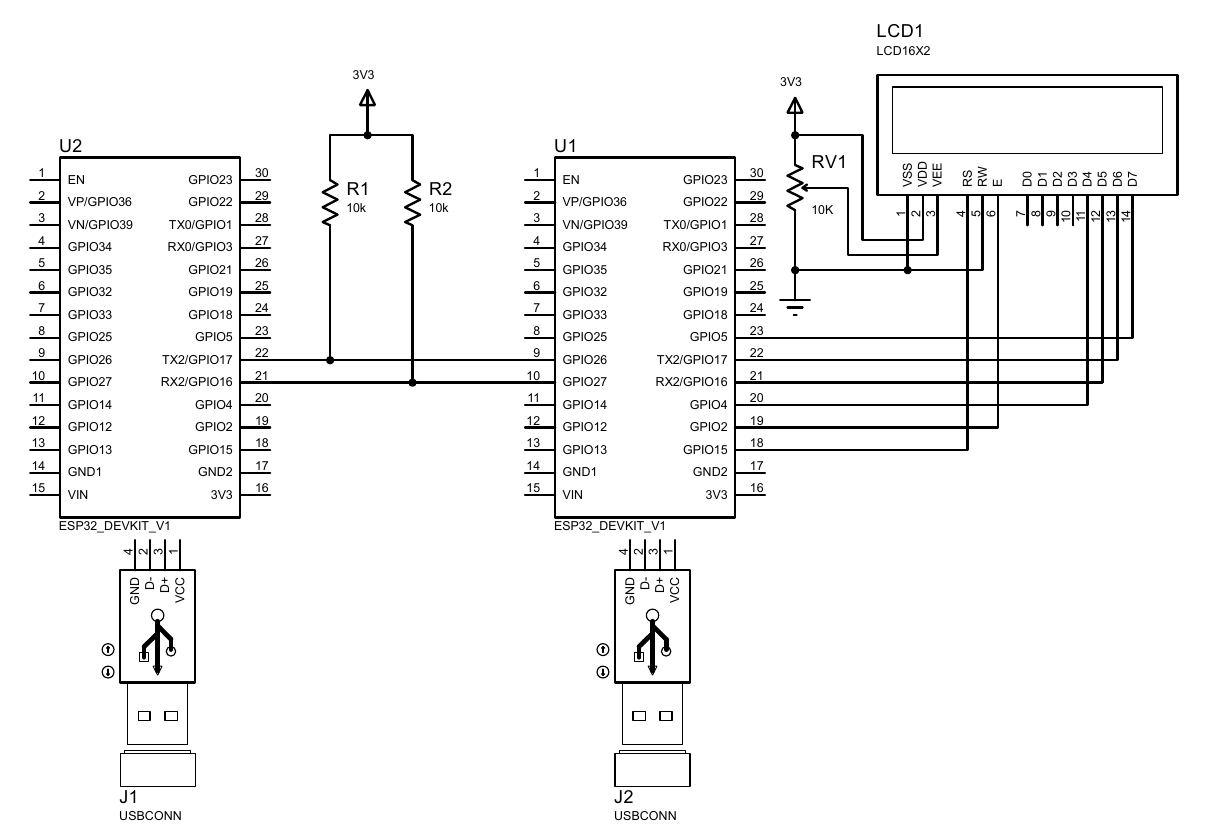 LCD1
LCD16X2
VSS
VDD
VEE
RS
RW
E
D0
D1
D2
D3
D4
D5
D6
D7
1
2
3
4
5
6
7
8
9
10
11
12
13
14
3V3
RV1
10K
3V3
R1
10k
R2
10k
U2
1 EN GPIO23 30
2 VP/GPIO36 GPIO22 29
3 VN/GPIO39 TX0/GPIO1 28
4 GPIO34 RX0/GPIO3 27
5 GPIO35 GPIO21 26
6 GPIO32 GPIO19 25
7 GPIO33 GPIO18 24
8 GPIO25 GPIO5 23
9 GPIO26 TX2/GPIO17 22
10 GPIO27 RX2/GPIO16 21
11 GPIO14 GPIO4 20
12 GPIO12 GPIO2 19
13 GPIO13 GPIO15 18
14 GND1 GND2 17
15 VIN 3V3 16
ESP32_DEVKIT_V1
U1
1 EN GPIO23 30
2 VP/GPIO36 GPIO22 29
3 VN/GPIO39 TX0/GPIO1 28
4 GPIO34 RX0/GPIO3 27
5 GPIO35 GPIO21 26
6 GPIO32 GPIO19 25
7 GPIO33 GPIO18 24
8 GPIO25 GPIO5 23
9 GPIO26 TX2/GPIO17 22
10 GPIO27 RX2/GPIO16 21
11 GPIO14 GPIO4 20
12 GPIO12 GPIO2 19
13 GPIO13 GPIO15 18
14 GND1 GND2 17
15 VIN 3V3 16
ESP32_DEVKIT_V1
4
2
3
1
GND
D-
D+
VCC
J1
USBCONN
4
2
3
1
GND
D-
D+
VCC
J2
USBCONN